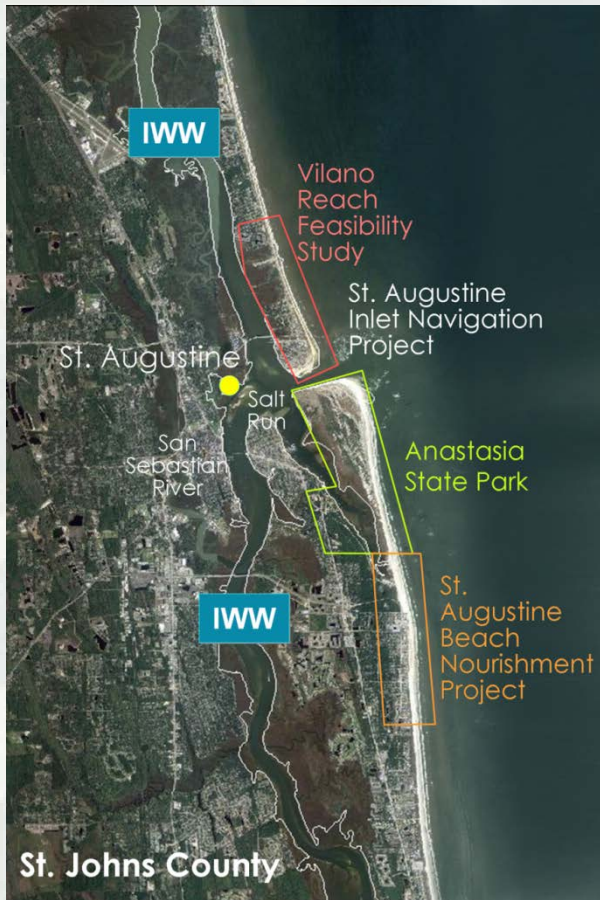 IWW
Vilano
Reach
Feasibility
Study
St. Augustine
Inlet Navigation
Project
St. Augustine
Salt
Run
San
Sebastian
River
Anastasia
State Park
IWW
St.
Augustine
Beach
Nourishment
Project
St. Johns County